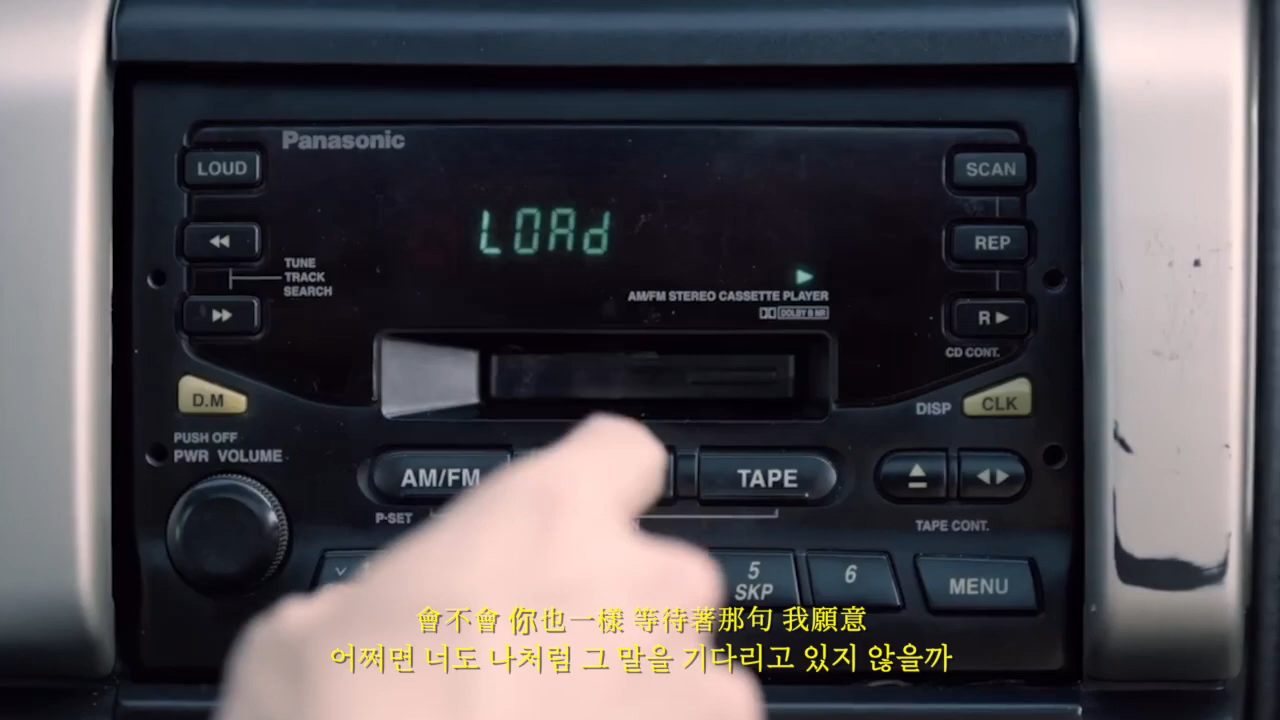 Panasonic
LOUD
SCAN
LOAd
REP
TUNE
TRACK
SEARCH
AM/FM STEREO CASSETTE PLAYER
DOLBY B NR
R
CD CONT.
D.M
DISP
CLK
PUSH OFF
PWR VOLUME
AM/FM
TAPE
P-SET
TAPE CONT.
5
SKP
6
MENU
會不會 你也一樣 等待著那句 我願意
어쩌면 너도 나처럼 그 말을 기다리고 있지 않을까